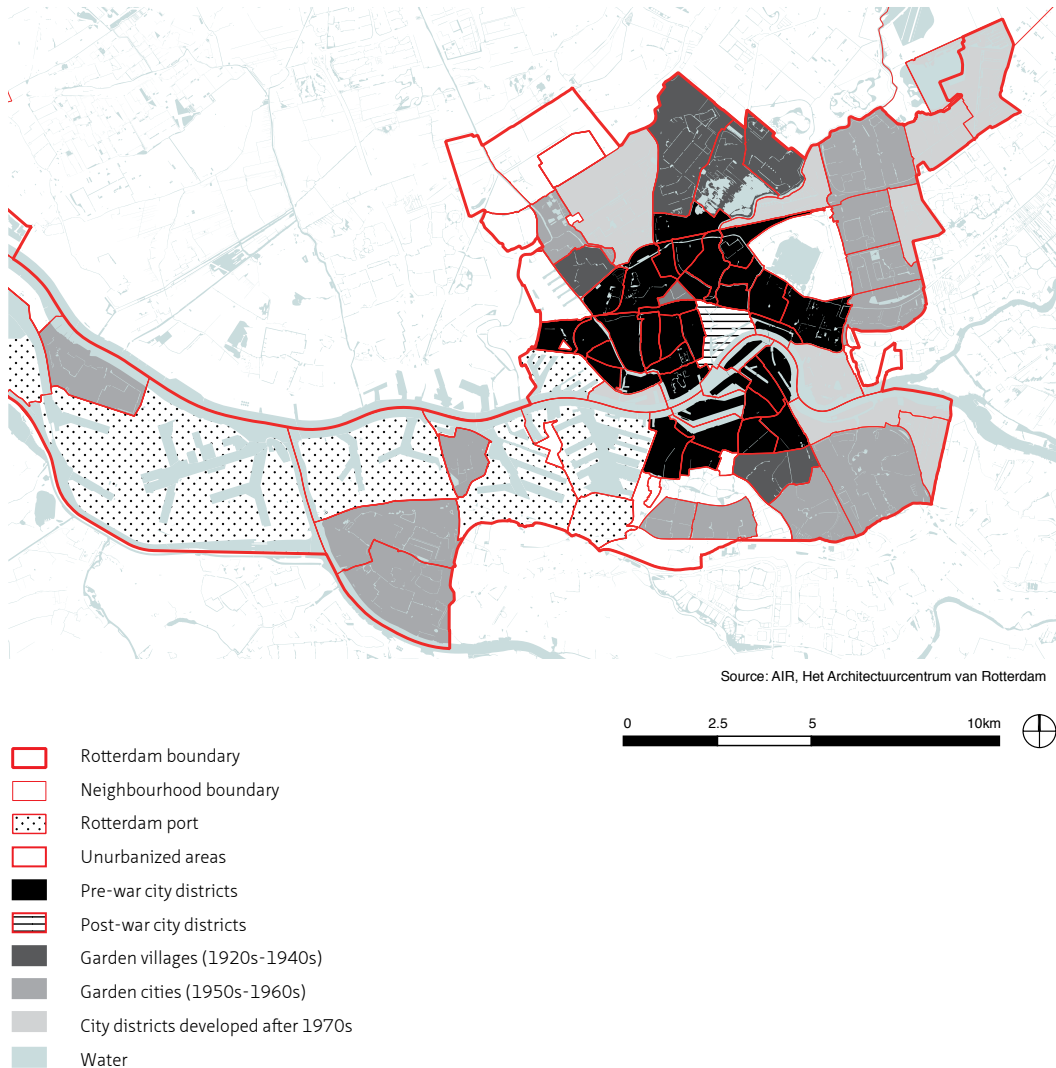 Source: AIR, Het Architectuurcentrum van Rotterdam
0 2.5 5 10km
Rotterdam boundary
Neighbourhood boundary
Rotterdam port
Unurbanized areas
Pre-war city districts
Post-war city districts
Garden villages (1920s-1940s)
Garden cities (1950s-1960s)
City districts developed after 1970s
Water